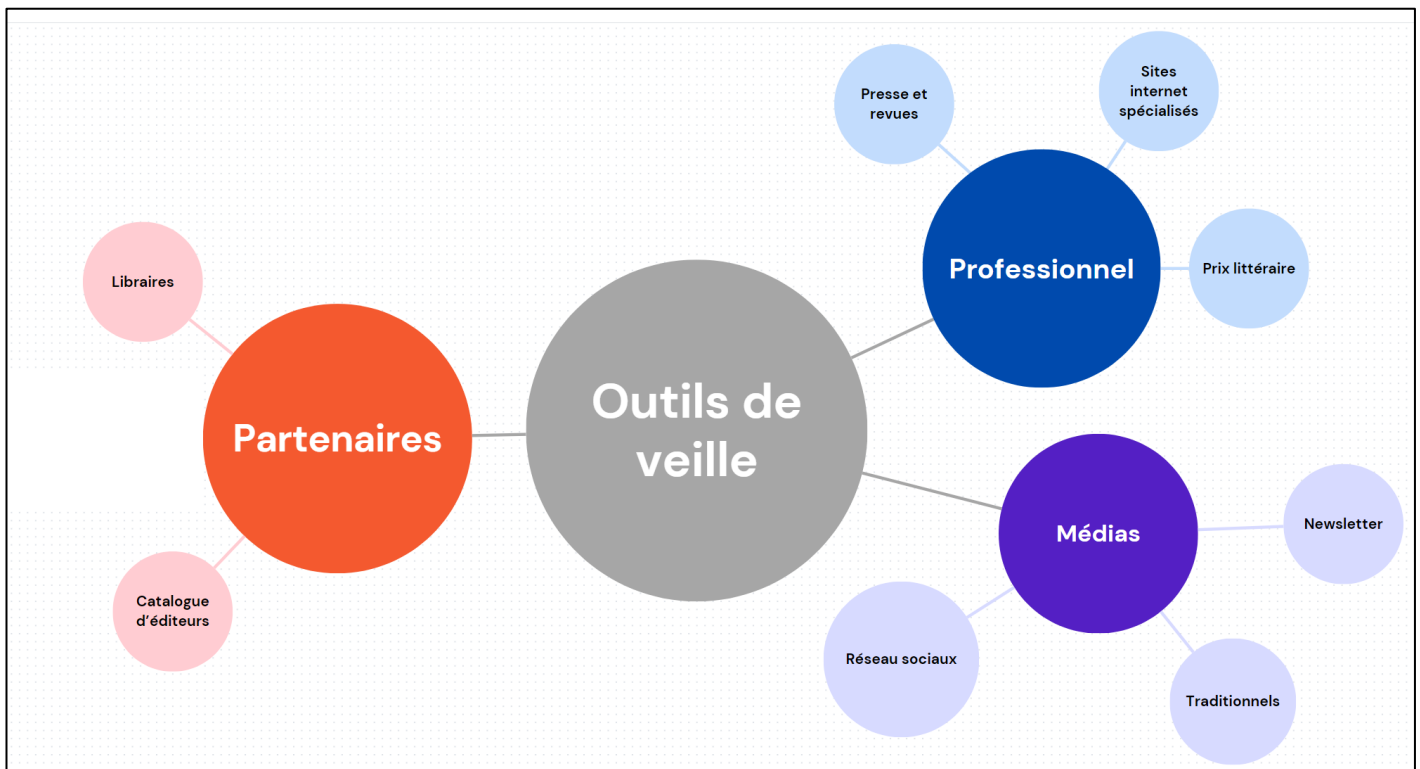 Outils de
veille
Partenaires
Libraires
Catalogue
d'éditeurs
Professionnel
Presse et
revues
Sites
internet
spécialisés
Prix littéraire
Médias
Newsletter
Réseau sociaux
Traditionnels